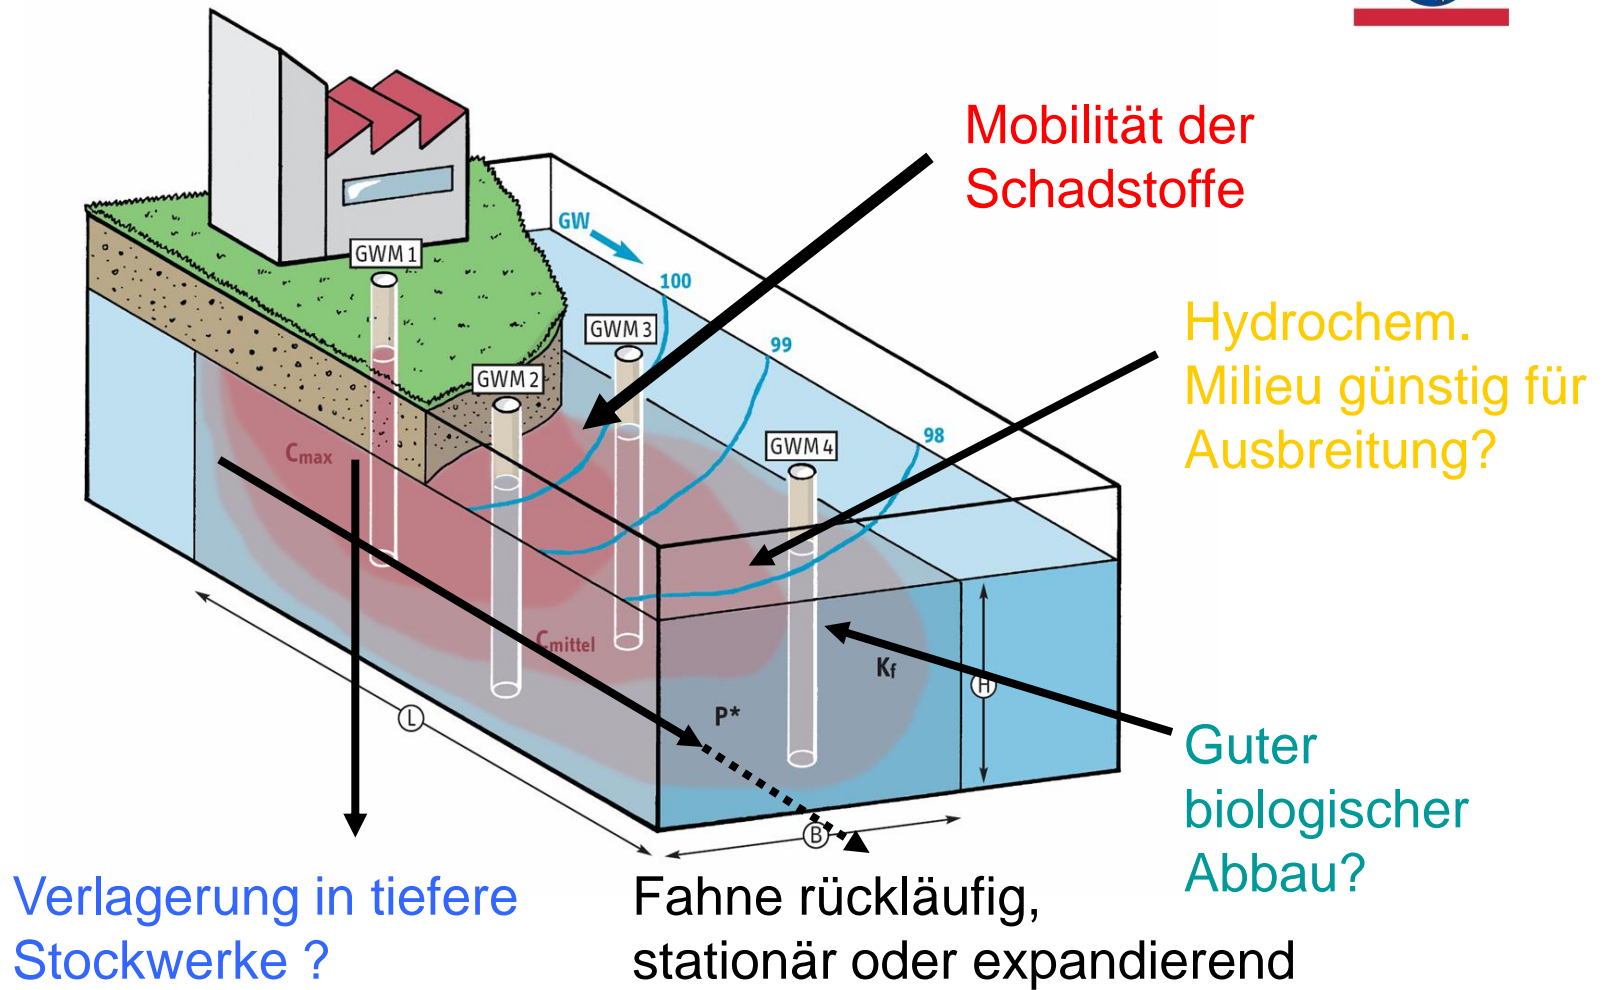 Mobilität der
Schadstoffe
GW
GWM 1
100
Hydrochem.
Milieu günstig für
Ausbreitung?
GWM 3
99
GWM 2
98
GWM 4
Cmax
Cmittel
Kf
H
P*
L
B
Guter
biologischer
Abbau?
Verlagerung in tiefere
Stockwerke ?
Fahne rückläufig,
stationär oder expandierend